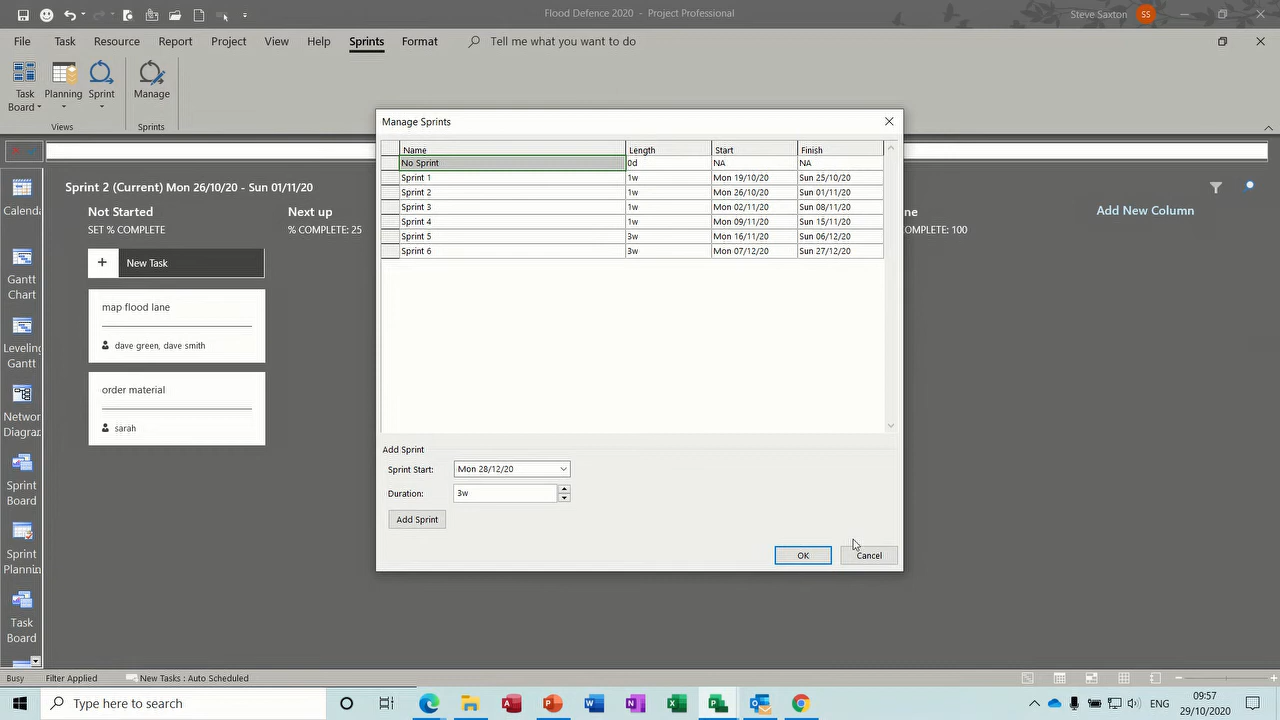 Flood Defence 2020 - Project Professional
Steve Saxton
SS
File Task Resource Report Project View Help Sprints Format Tell me what you want to do
Task Board
Planning
Sprint
Manage
Views
Sprints
Manage Sprints
Name Length Start Finish
No Sprint 0d NA NA
Sprint 1 1w Mon 19/10/20 Sun 25/10/20
Sprint 2 1w Mon 26/10/20 Sun 01/11/20
Sprint 3 1w Mon 02/11/20 Sun 08/11/20
Sprint 4 1w Mon 09/11/20 Sun 15/11/20
Sprint 5 3w Mon 16/11/20 Sun 06/12/20
Sprint 6 3w Mon 07/12/20 Sun 27/12/20
Add Sprint
Sprint Start: Mon 28/12/20
Duration: 3w
Add Sprint
OK Cancel
Sprint 2 (Current) Mon 26/10/20 - Sun 01/11/20
Not Started
SET % COMPLETE
Next up
% COMPLETE: 25
ne
OMPLETE: 100
Add New Column
+ New Task
map flood lane
dave green, dave smith
order material
sarah
Calenda
Gantt
Chart
Leveling
Gantt
Network
Diagra
Sprint
Board
Sprint
Plannin
Task
Board
Busy Filter Applied New Tasks : Auto Scheduled
Type here to search
09:57
29/10/2020